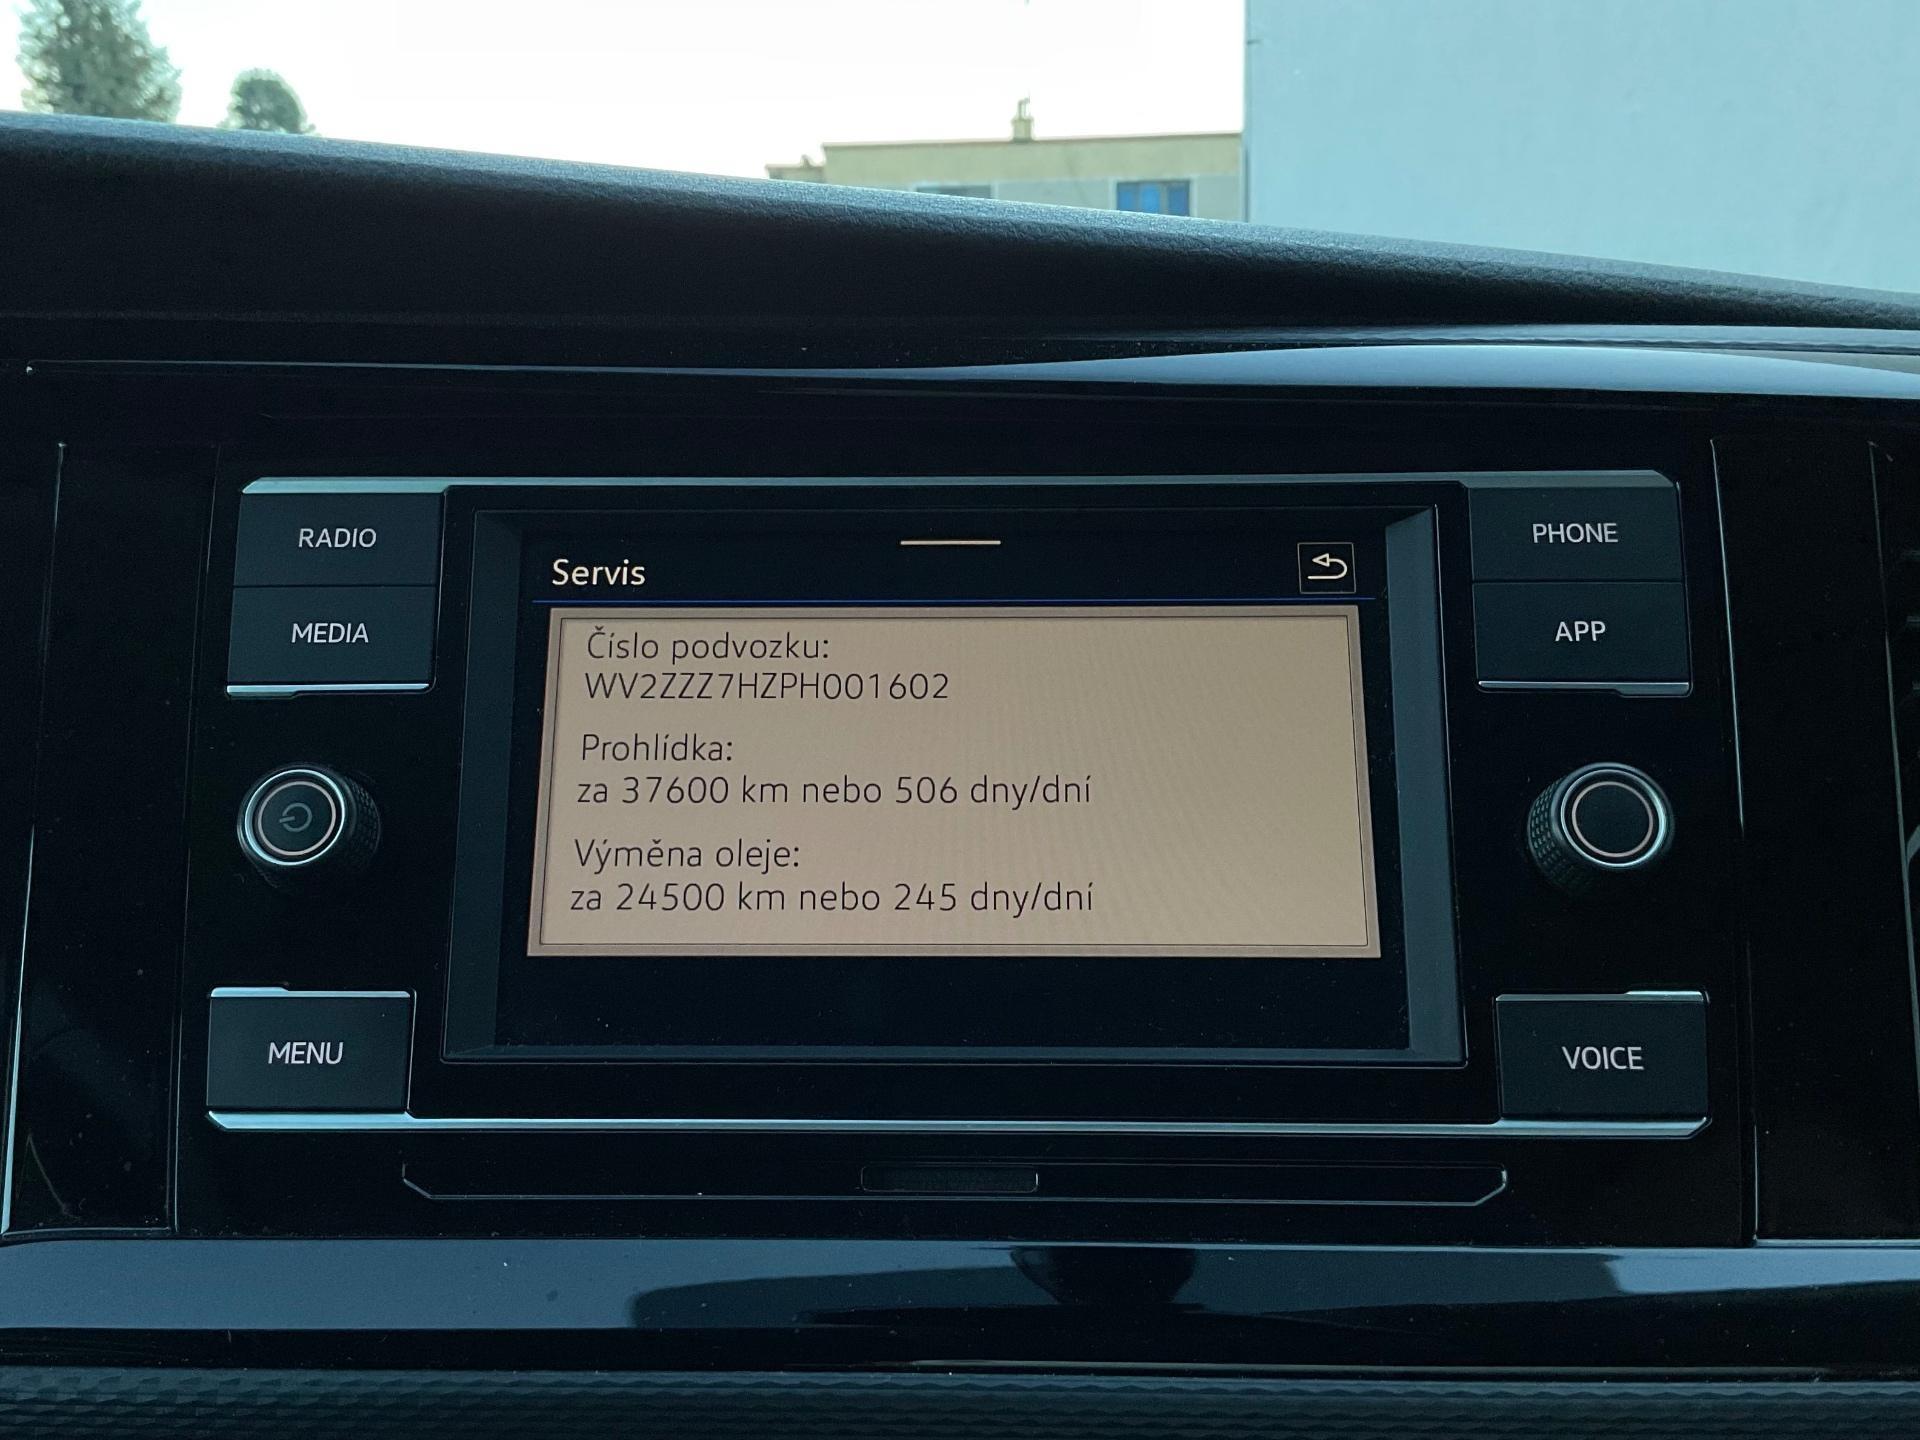 RADIO
MEDIA
MENU
Servis
Číslo podvozku:
WV2ZZZ7HZPH001602
Prohlídka:
za 37600 km nebo 506 dny/dní
Výměna oleje:
za 24500 km nebo 245 dny/dní
PHONE
APP
VOICE